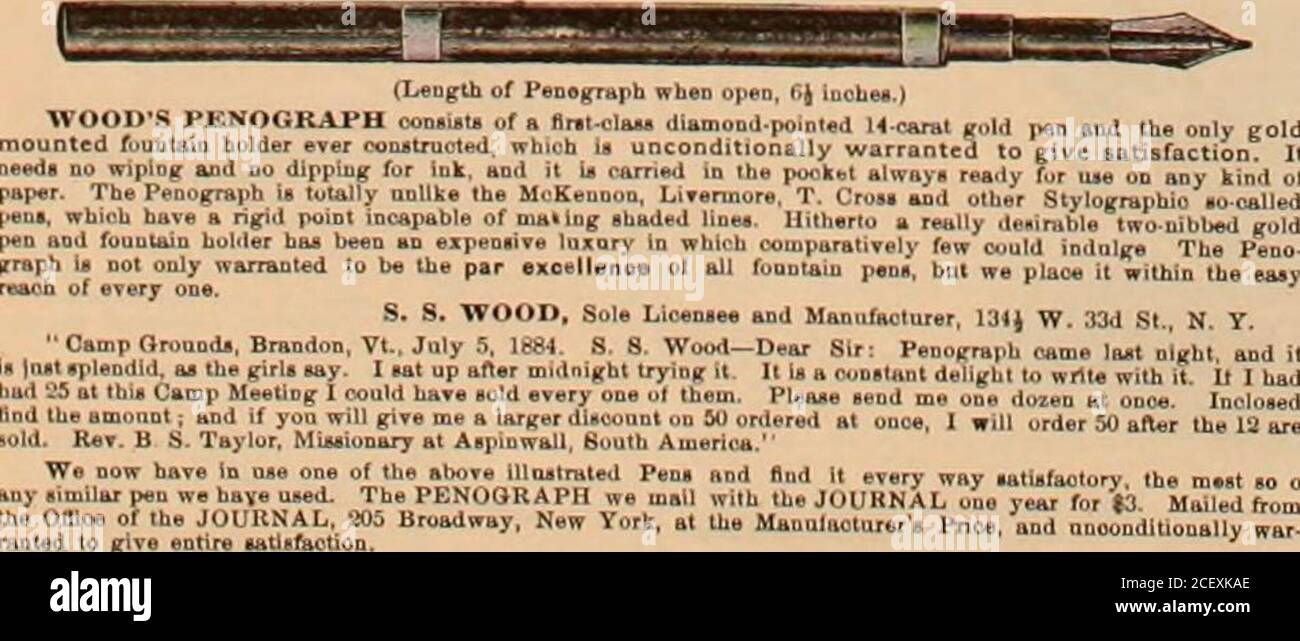 (Length of Penograph when open, 6½ inches.)
WOOD'S PENOGRAPH consists of a first-class diamond-pointed 14-carat gold pen and the only gold
mounted fountain holder ever constructed, which is unconditionally warranted to give satisfaction. It
needs no wiping and no dipping for ink, and it is carried in the pocket always ready for use on any kind of
paper. The Penograph is totally unlike the McKennon, Livermore, T. Cross and other Stylographic so-called
pens, which have a rigid point incapable of making shaded lines. Hitherto a really desirable two-nibbed gold
pen and fountain holder has been an expensive luxury in which comparatively few could indulge The Peno-
graph is not only warranted to be the par excellence of all fountain pens, but we place it within the easy
reach of every one.
S. S. WOOD, Sole Licensee and Manufacturer, 134½ W. 33d St., N. Y.
"Camp Grounds, Brandon, Vt., July 5, 1884. S. S. Wood—Dear Sir: Penograph came last night, and it
is just splendid, as the girls say. I sat up after midnight trying it. It is a constant delight to write with it. If I had
had 25 at this Camp Meeting I could have sold every one of them. Please send me one dozen at once. Inclosed
find the amount; and if you will give me a larger discount on 50 ordered at once, I will order 50 after the 12 are
sold. Rev. B. S. Taylor, Missionary at Aspinwall, South America."
We now have in use one of the above illustrated Pens and find it every way satisfactory, the most so o
any similar pen we have used. The PENOGRAPH we mail with the JOURNAL one year for $3. Mailed from
the Office of the JOURNAL, 205 Broadway, New York, at the Manufacturer's Price, and unconditionally war-
ranted to give entire satisfaction.
alamy
Image ID: 2CEXKAE
www.alamy.com